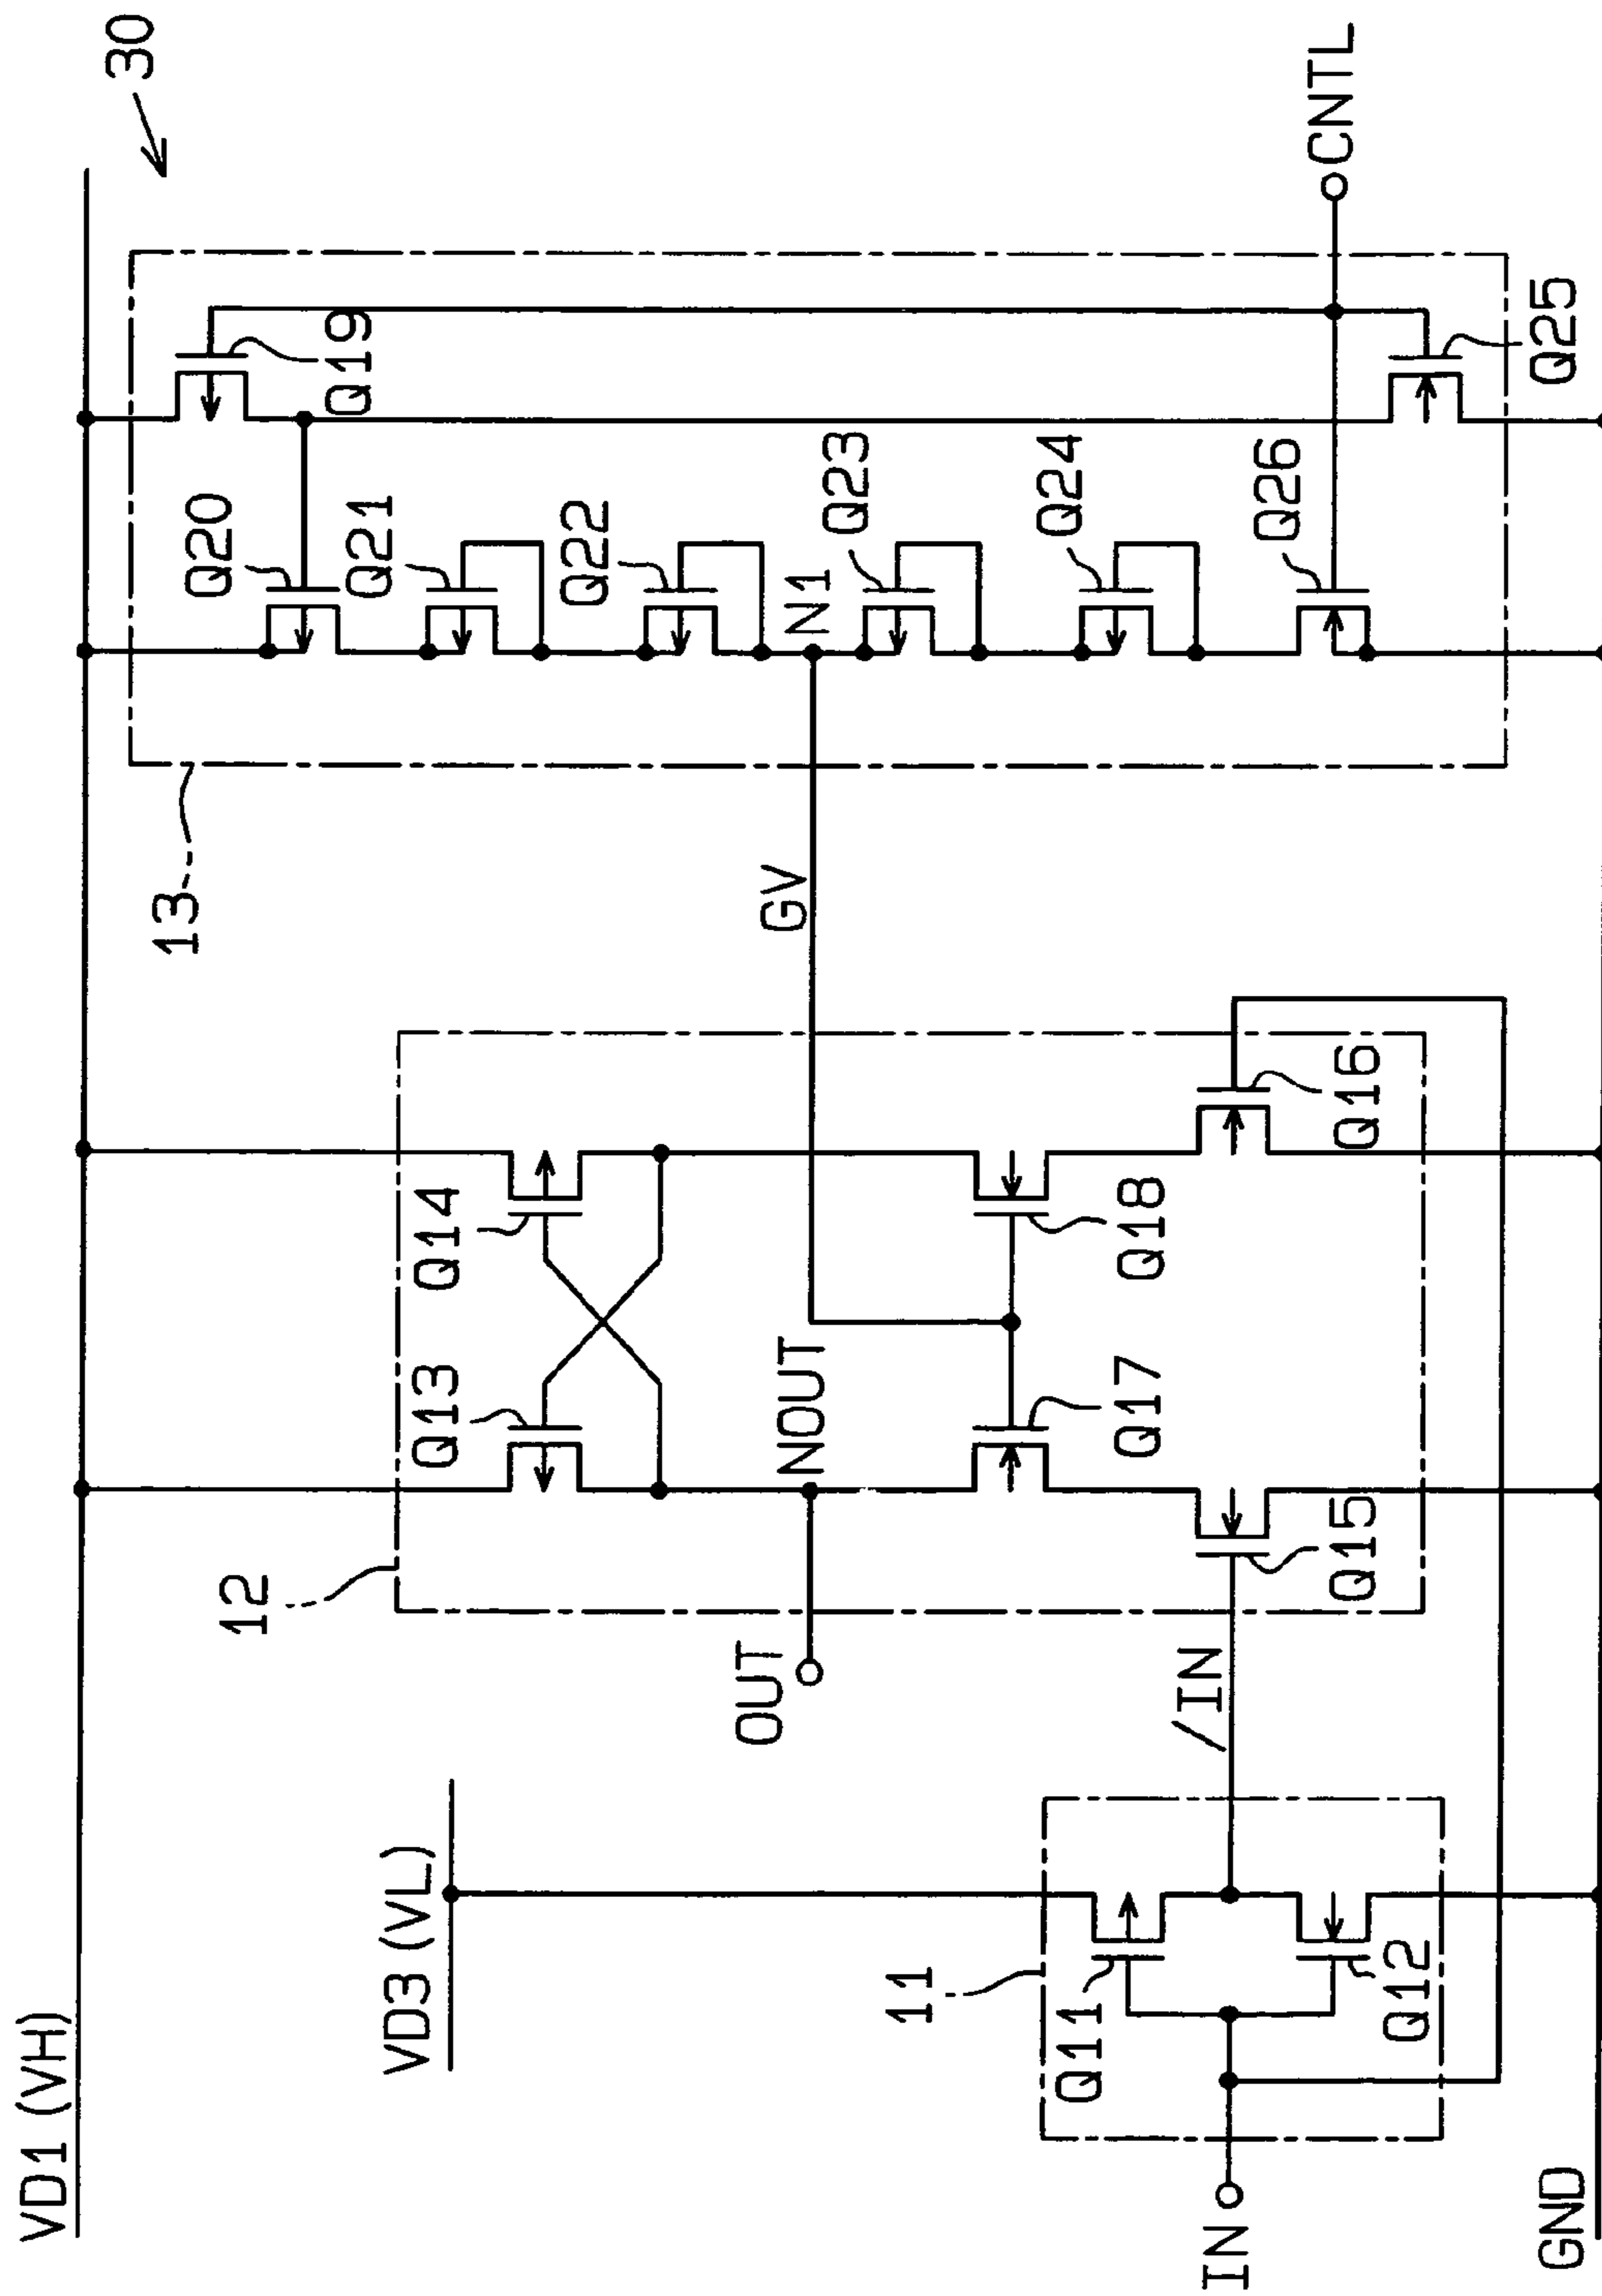 30
VD1 (VH)
VD3 (VL)
GND
IN
11
Q11
Q12
/IN
12
OUT
NOUT
Q13
Q14
Q15
Q16
Q17
Q18
GV
13
N1
Q19
Q20
Q21
Q22
Q23
Q24
Q25
Q26
CNTL